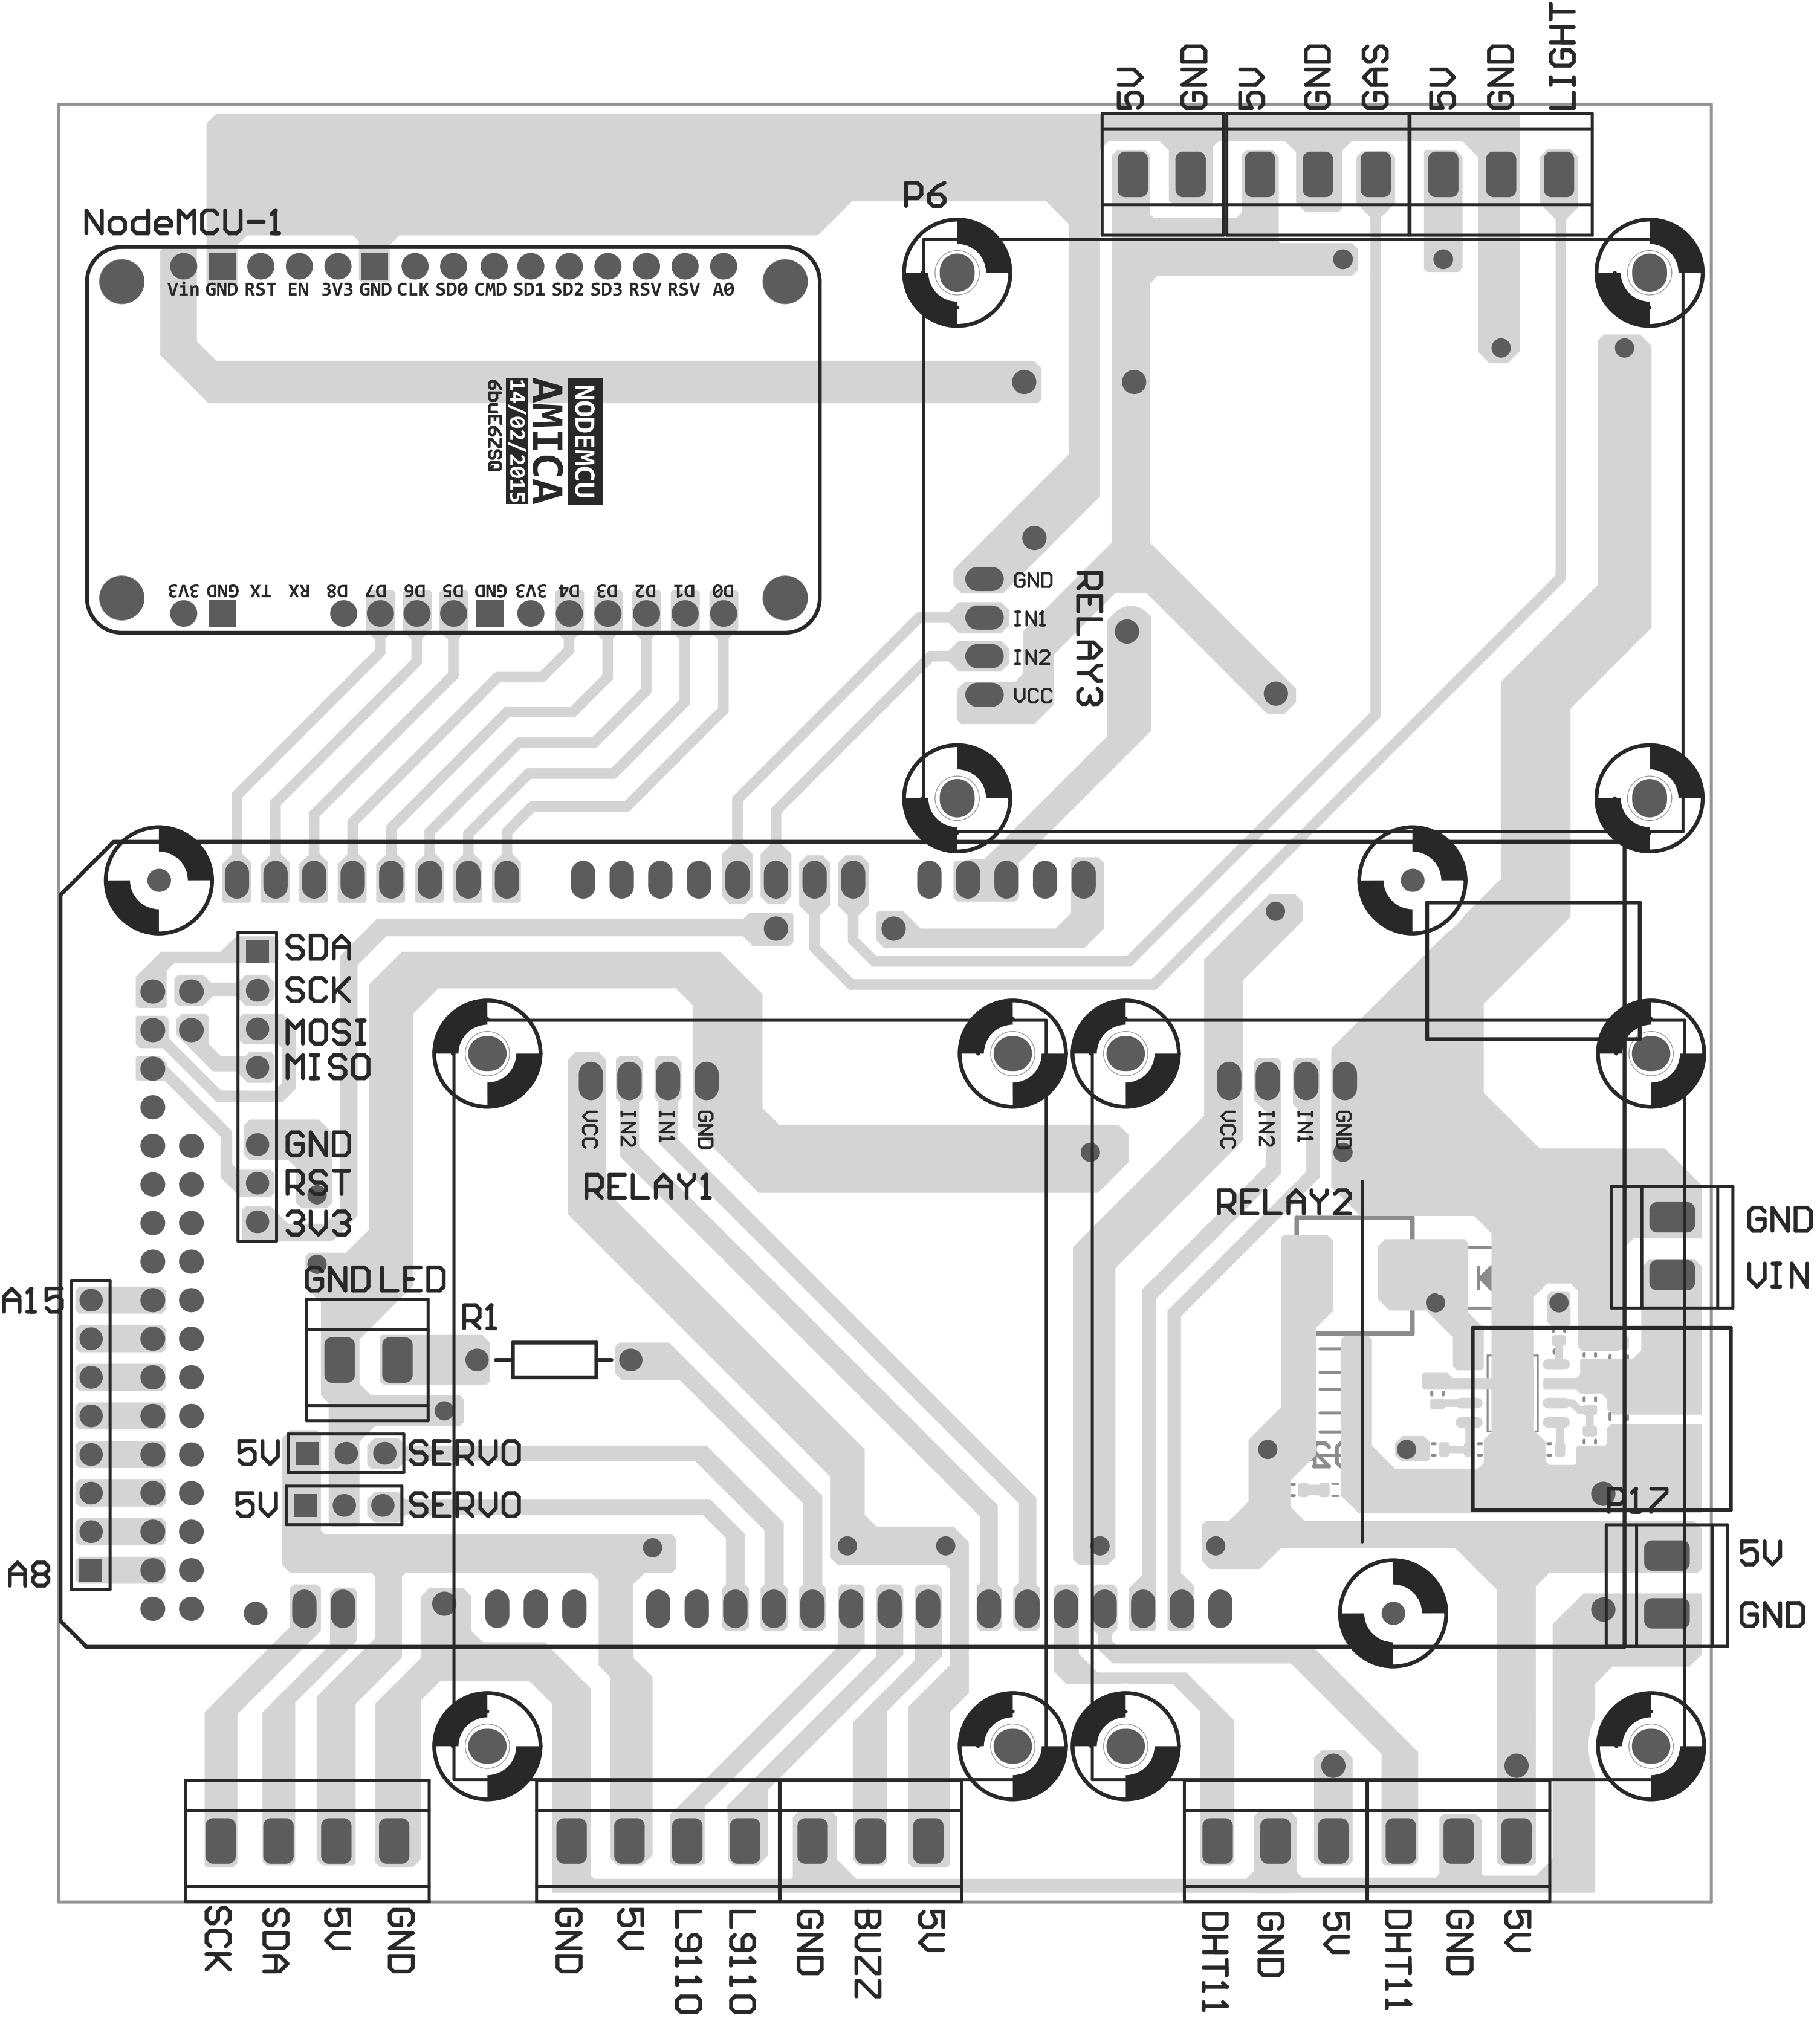 5V GND 5V GND GAS 5V GND LIGHT
P6
NodeMCU-1
Vin GND RST EN 3V3 GND CLK SD0 CMD SD1 SD2 SD3 RSV RSV A0
NODEMCU
AMICA
14/02/2015
3V3 GND TX RX D8 D7 D6 D5 GND 3V3 D4 D3 D2 D1 D0
GND
IN1
IN2
VCC
RELAY3
SDA
SCK
MOSI
MISO
GND
RST
3V3
VCC IN2 IN1 GND
RELAY1
VCC IN2 IN1 GND
RELAY2
GND
VIN
A15
GND LED
R1
5V SERVO
5V SERVO
A8
P17
5V
GND
SCK SDA 5V GND
GND 5V L9110 L9110 GND BUZZ 5V
DHT11 GND 5V DHT11 GND 5V